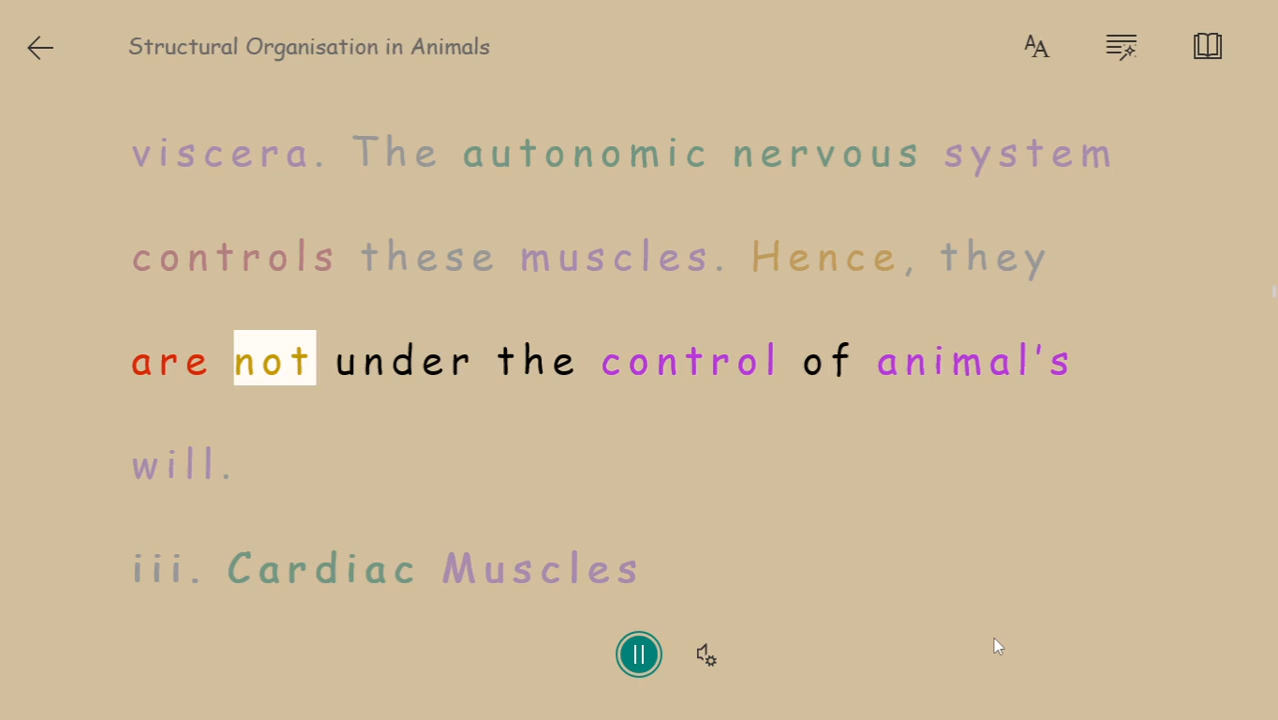 Structural Organisation in Animals
viscera. The autonomic nervous system
controls these muscles. Hence, they
are not under the control of animal's
will.
iii. Cardiac Muscles